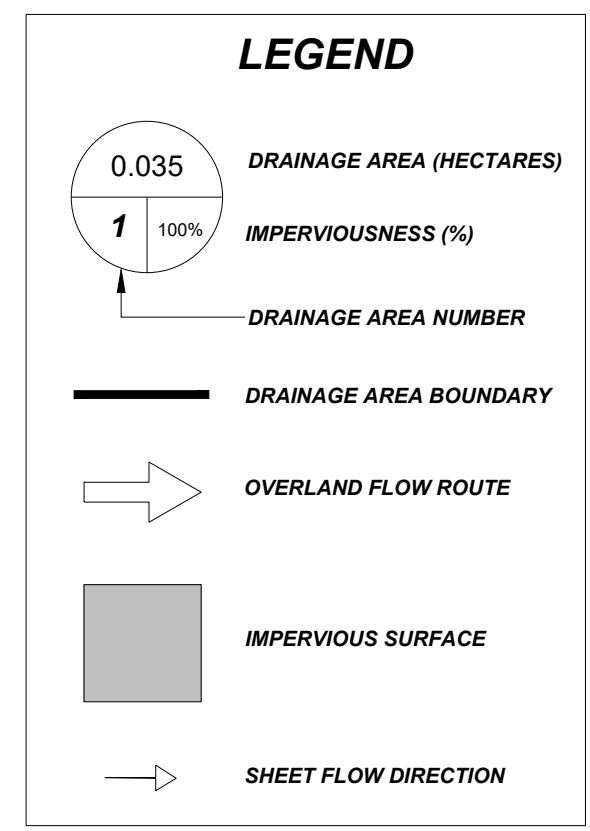 LEGEND
0.035
DRAINAGE AREA (HECTARES)
1
100%
IMPERVIOUSNESS (%)
DRAINAGE AREA NUMBER
DRAINAGE AREA BOUNDARY
OVERLAND FLOW ROUTE
IMPERVIOUS SURFACE
SHEET FLOW DIRECTION